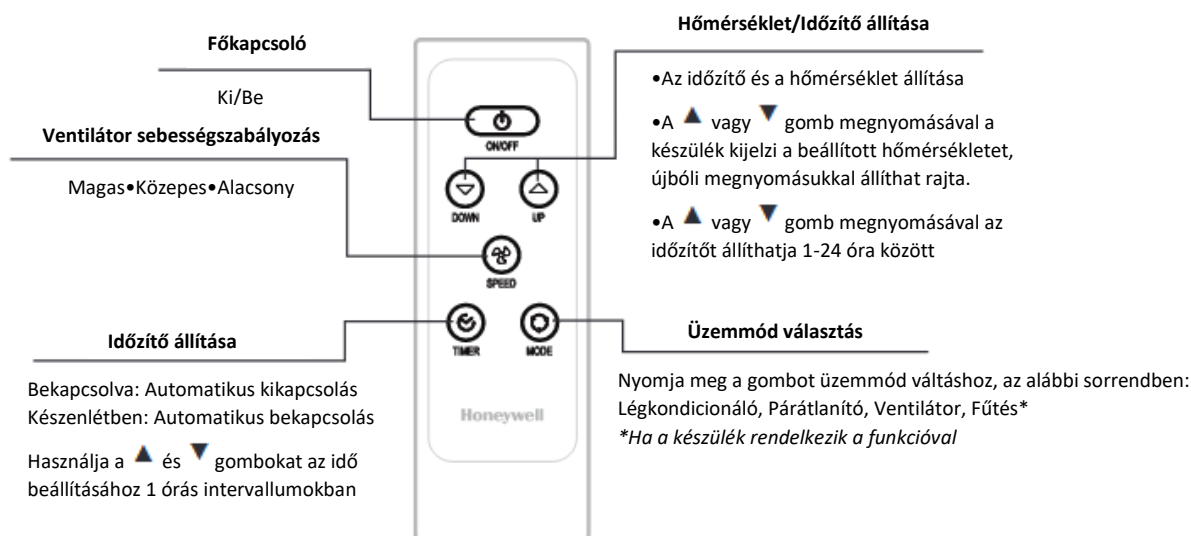 Főkapcsoló
Ki/Be
Ventilátor sebességszabályozás
Magas•Közepes•Alacsony
Időzítő állítása
Bekapcsolva: Automatikus kikapcsolás
Készenlétben: Automatikus bekapcsolás
Használja a ▲ és ▼ gombokat az idő
beállításához 1 órás intervallumokban
ON/OFF
DOWN UP
SPEED
TIMER MODE
Honeywell
Hőmérséklet/Időzítő állítása
•Az időzítő és a hőmérséklet állítása
•A ▲ vagy ▼ gomb megnyomásával a
készülék kijelzi a beállított hőmérsékletet,
újbóli megnyomásukkal állíthat rajta.
•A ▲ vagy ▼ gomb megnyomásával az
időzítőt állíthatja 1-24 óra között
Üzemmód választás
Nyomja meg a gombot üzemmód váltáshoz, az alábbi sorrendben:
Légkondicionáló, Párátlanító, Ventilátor, Fűtés*
*Ha a készülék rendelkezik a funkcióval